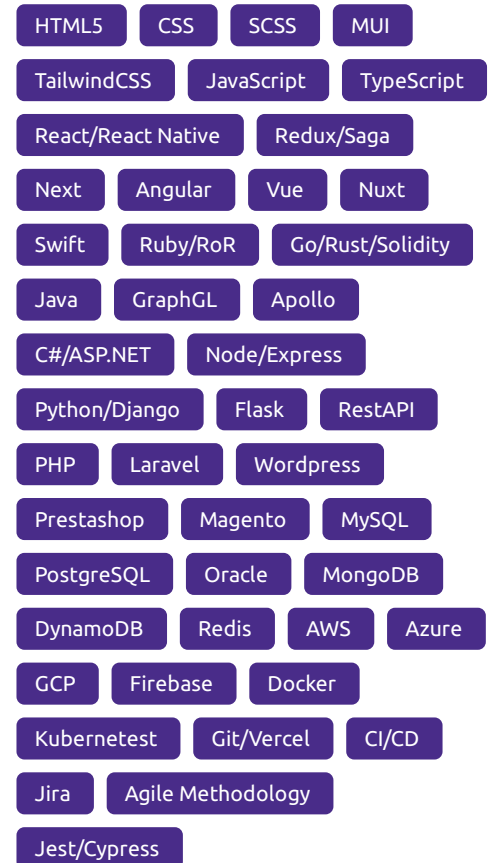 HTML5 CSS SCSS MUI
TailwindCSS JavaScript TypeScript
React/React Native Redux/Saga
Next Angular Vue Nuxt
Swift Ruby/RoR Go/Rust/Solidity
Java GraphGL Apollo
C#/ASP.NET Node/Express
Python/Django Flask RestAPI
PHP Laravel Wordpress
Prestashop Magento MySQL
PostgreSQL Oracle MongoDB
DynamoDB Redis AWS Azure
GCP Firebase Docker
Kubernetest Git/Vercel CI/CD
Jira Agile Methodology
Jest/Cypress